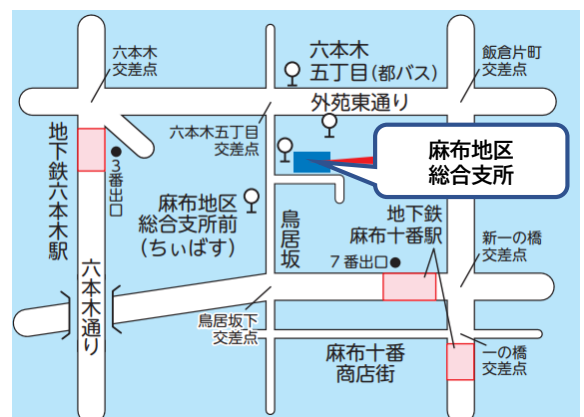 六本木
交差点
六本木
五丁目(都バス)
飯倉片町
交差点
外苑東通り
地下鉄六本木駅
●3番出口
六本木五丁目
交差点
麻布地区
総合支所
麻布地区
総合支所前
(ちぃばす)
鳥居坂
地下鉄
麻布十番駅
7番出口●
新一の橋
交差点
六本木通り
鳥居坂下
交差点
麻布十番
商店街
一の橋
交差点